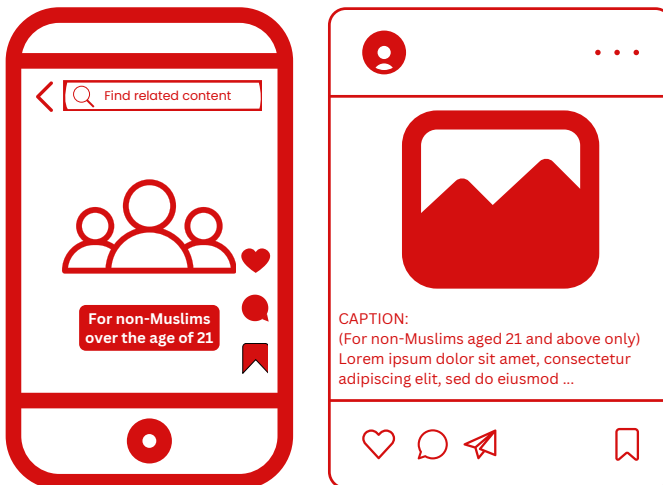 Find related content
For non-Muslims
over the age of 21
CAPTION:
(For non-Muslims aged 21 and above only)
Lorem ipsum dolor sit amet, consectetur
adipiscing elit, sed do eiusmod ...